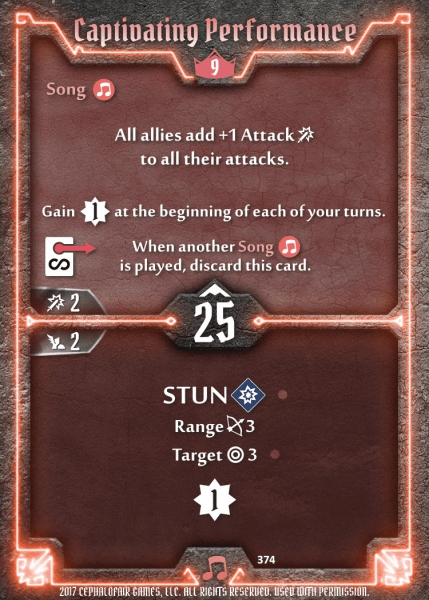 Captivating Performance
9
Song
All allies add +1 Attack
to all their attacks.
Gain 1 at the beginning of each of your turns.
When another Song
is played, discard this card.
S
2
25
2
STUN
Range 3
Target 3
1
374
2017 CEPHALOFAIR GAMES, LLC. ALL RIGHTS RESERVED. USED WITH PERMISSION.